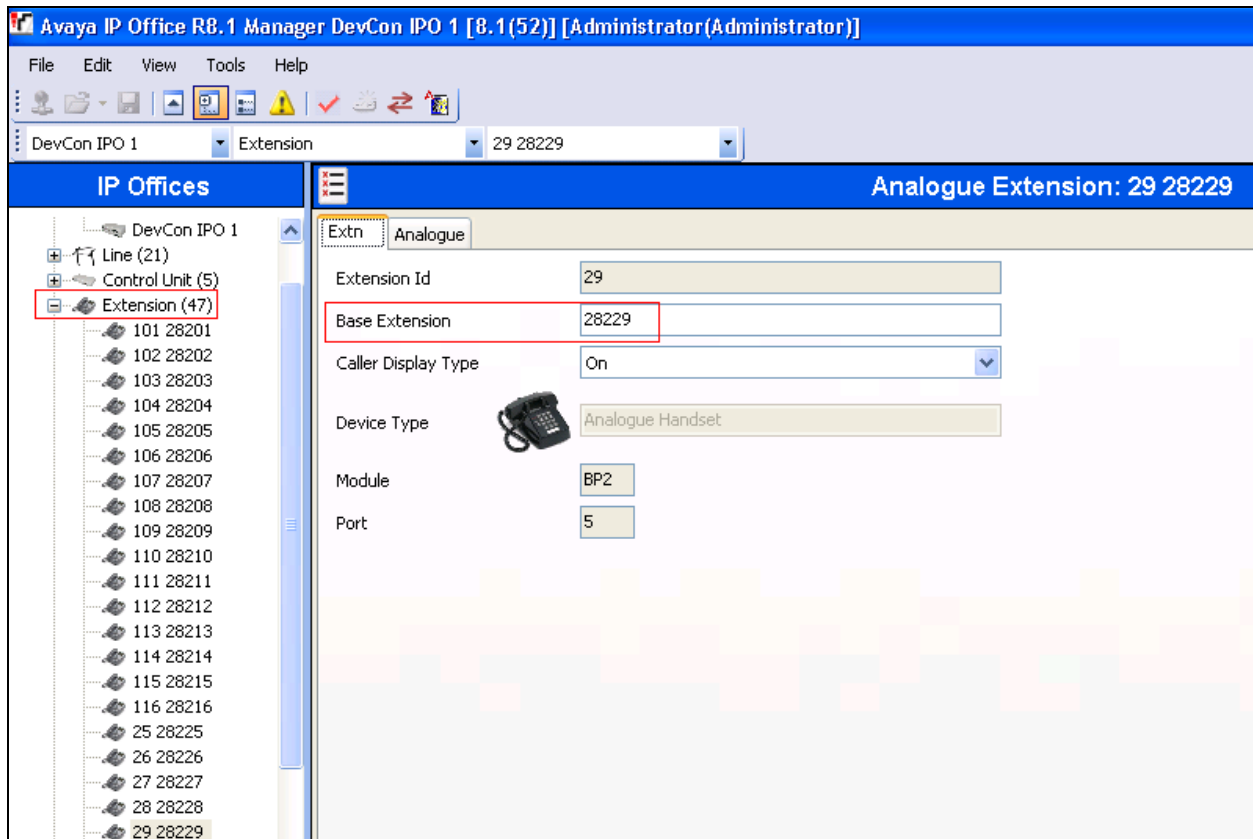 Avaya IP Office R8.1 Manager DevCon IPO 1 [8.1(52)] [Administrator(Administrator)]
File Edit View Tools Help
DevCon IPO 1 Extension 29 28229
IP Offices
Analogue Extension: 29 28229
DevCon IPO 1
Line (21)
Control Unit (5)
Extension (47)
101 28201
102 28202
103 28203
104 28204
105 28205
106 28206
107 28207
108 28208
109 28209
110 28210
111 28211
112 28212
113 28213
114 28214
115 28215
116 28216
25 28225
26 28226
27 28227
28 28228
29 28229
Extn Analogue
Extension Id 29
Base Extension 28229
Caller Display Type On
Device Type Analogue Handset
Module BP2
Port 5